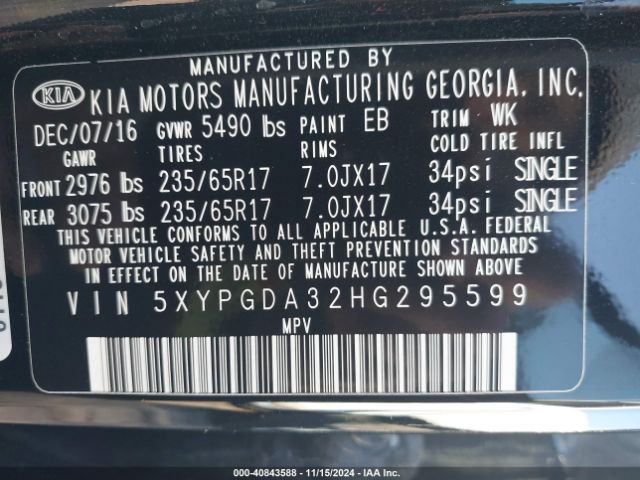 MANUFACTURED BY
KIA KIA MOTORS MANUFACTURING GEORGIA, INC.
DEC/07/16 GVWR 5490 lbs PAINT EB TRIM WK
GAWR TIRES RIMS COLD TIRE INFL
FRONT 2976 lbs 235/65R17 7.0JX17 34psi SINGLE
REAR 3075 lbs 235/65R17 7.0JX17 34psi SINGLE
THIS VEHICLE CONFORMS TO ALL APPLICABLE U.S.A. FEDERAL
MOTOR VEHICLE SAFETY AND THEFT PREVENTION STANDARDS
IN EFFECT ON THE DATE OF MANUFACTURE SHOWN ABOVE.
VIN 5XYPGDA32HG295599
MPV
000-40843588 - 11/15/2024 - IAA Inc.